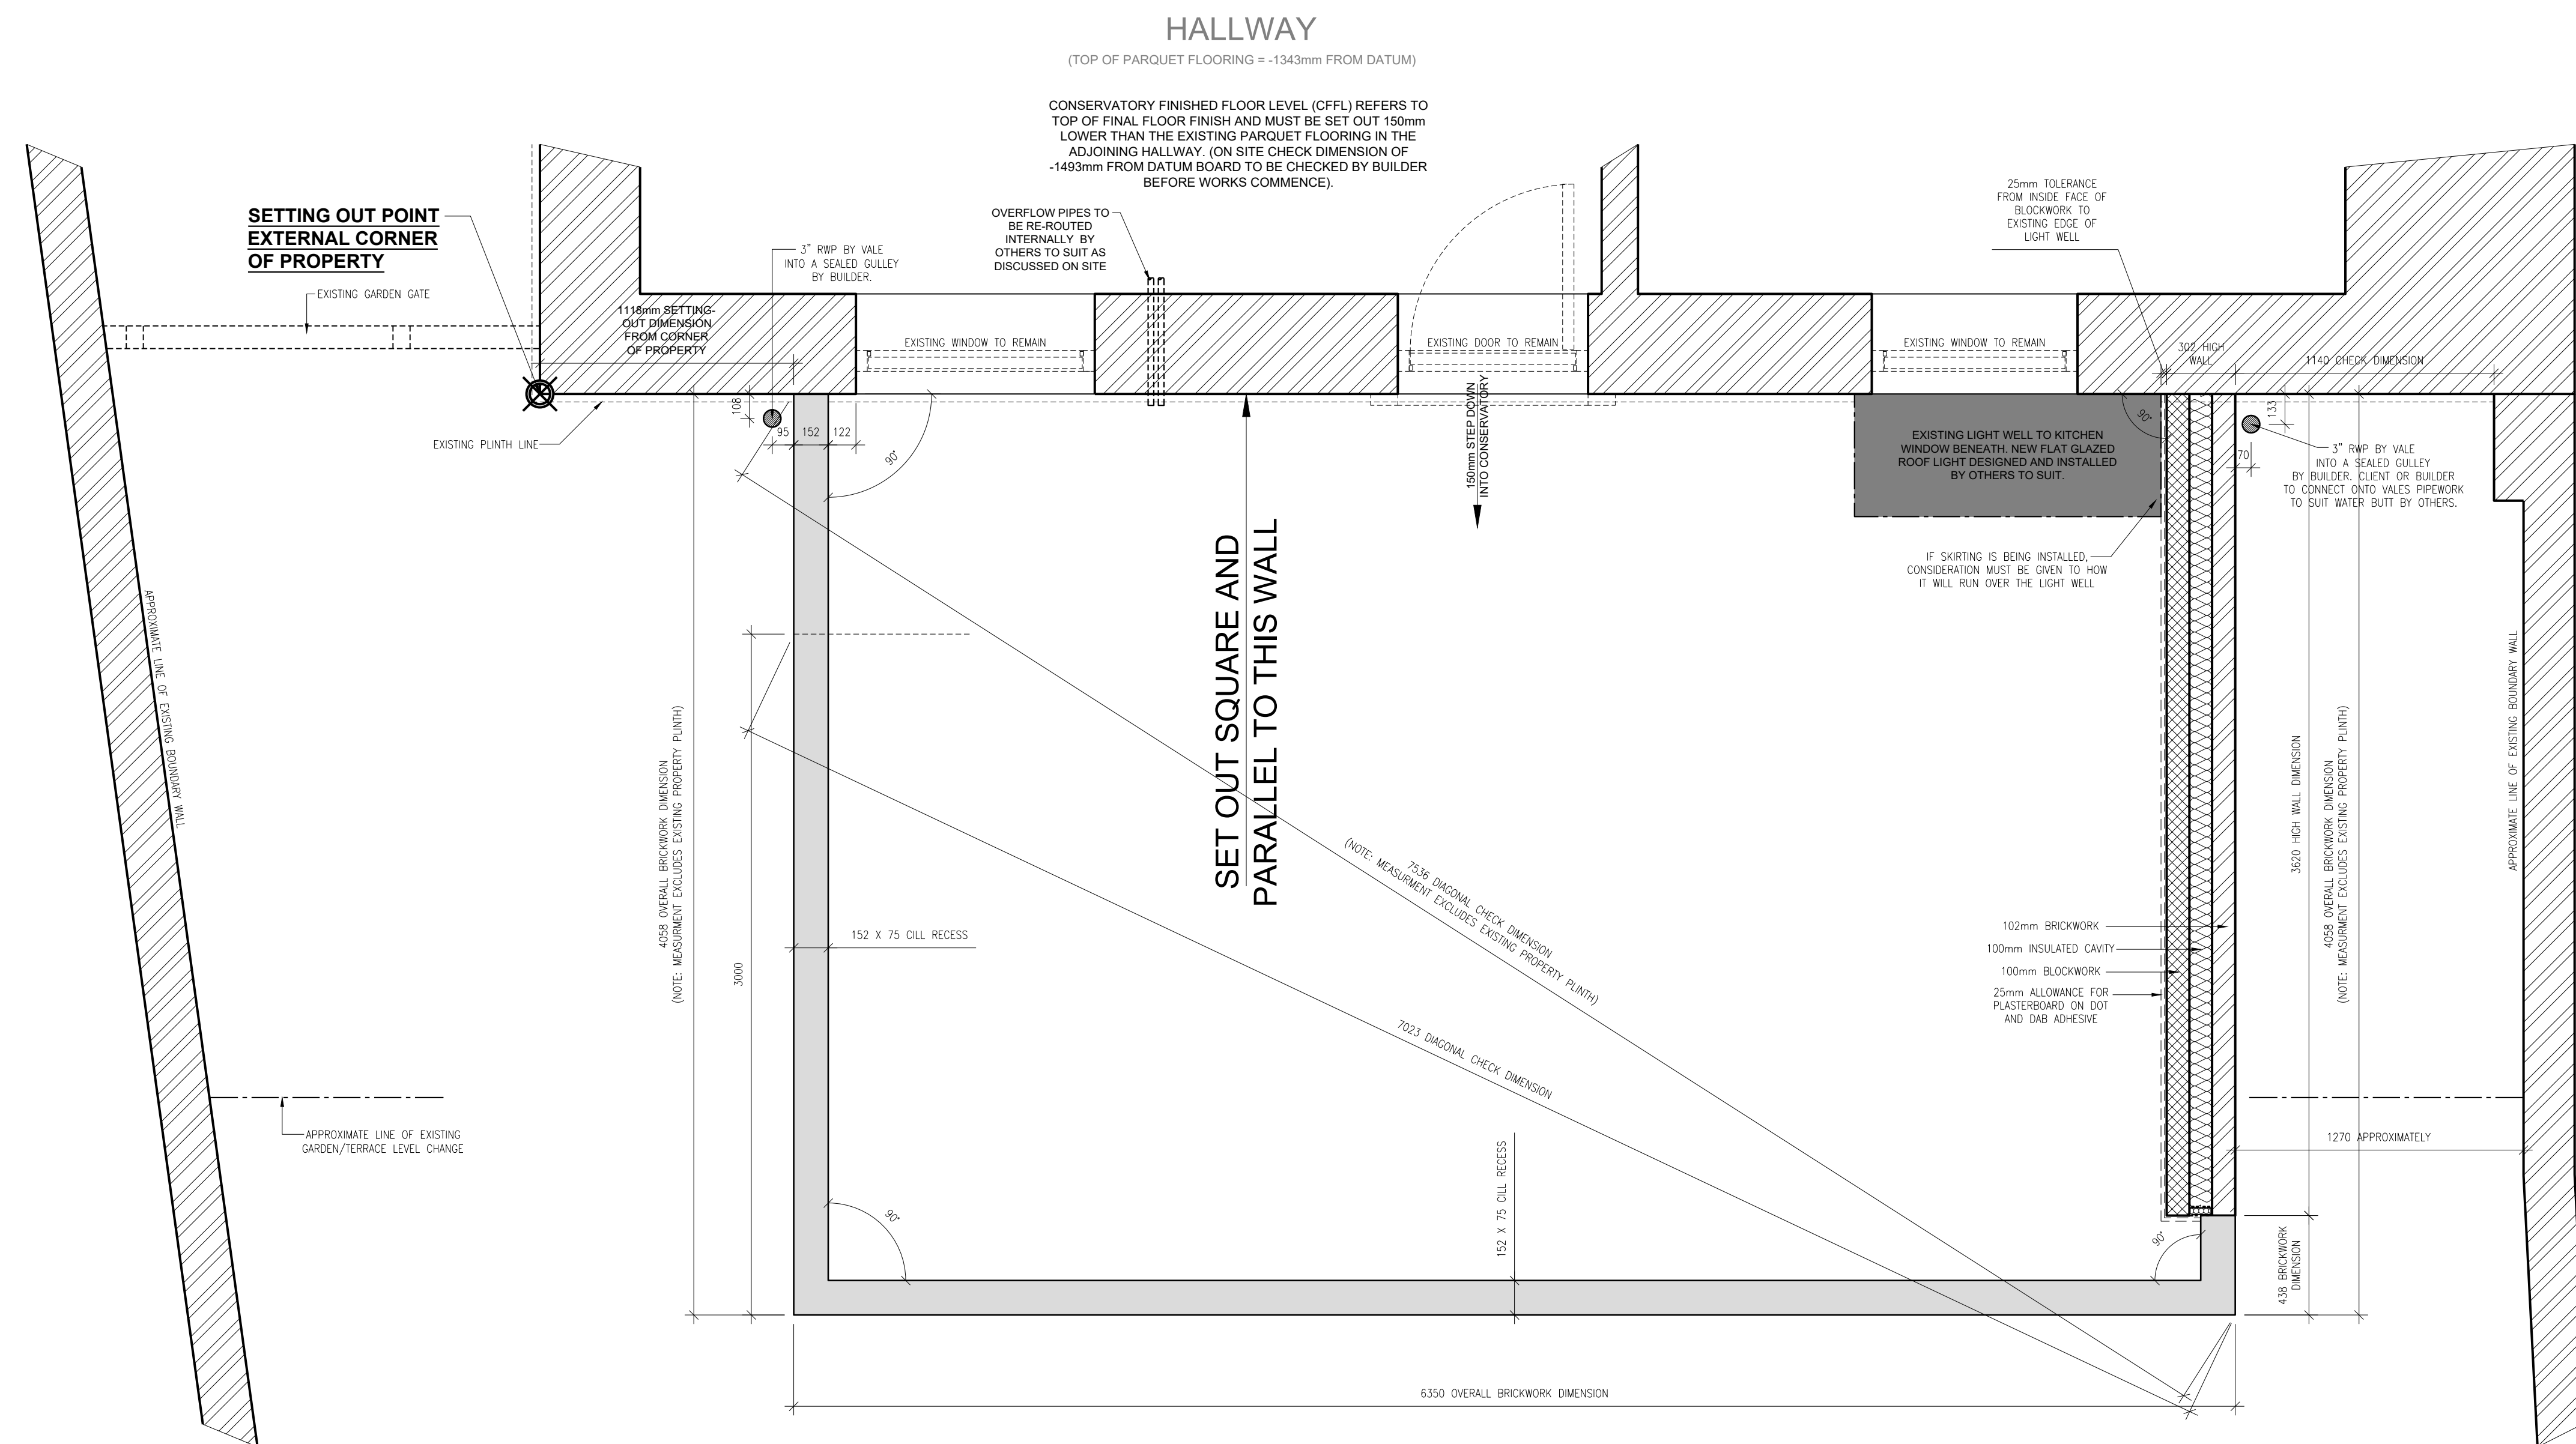 HALLWAY
(TOP OF PARQUET FLOORING = -1343mm FROM DATUM)
CONSERVATORY FINISHED FLOOR LEVEL (CFFL) REFERS TO
TOP OF FINAL FLOOR FINISH AND MUST BE SET OUT 150mm
LOWER THAN THE EXISTING PARQUET FLOORING IN THE
ADJOINING HALLWAY. (ON SITE CHECK DIMENSION OF
-1493mm FROM DATUM BOARD TO BE CHECKED BY BUILDER
BEFORE WORKS COMMENCE).
SETTING OUT POINT
EXTERNAL CORNER
OF PROPERTY
EXISTING GARDEN GATE
3" RWP BY VALE
INTO A SEALED GULLEY
BY BUILDER.
OVERFLOW PIPES TO
BE RE-ROUTED
INTERNALLY BY
OTHERS TO SUIT AS
DISCUSSED ON SITE
25mm TOLERANCE
FROM INSIDE FACE OF
BLOCKWORK TO
EXISTING EDGE OF
LIGHT WELL
1118mm SETTING-
OUT DIMENSION
FROM CORNER
OF PROPERTY
EXISTING WINDOW TO REMAIN
EXISTING DOOR TO REMAIN
EXISTING WINDOW TO REMAIN
302 HIGH
WALL
1140 CHECK DIMENSION
EXISTING PLINTH LINE
108
95
152
122
90°
150mm STEP DOWN
INTO CONSERVATORY
EXISTING LIGHT WELL TO KITCHEN
WINDOW BENEATH. NEW FLAT GLAZED
ROOF LIGHT DESIGNED AND INSTALLED
BY OTHERS TO SUIT.
90°
133
70
3" RWP BY VALE
INTO A SEALED GULLEY
BY BUILDER. CLIENT OR BUILDER
TO CONNECT ONTO VALES PIPEWORK
TO SUIT WATER BUTT BY OTHERS.
IF SKIRTING IS BEING INSTALLED,
CONSIDERATION MUST BE GIVEN TO HOW
IT WILL RUN OVER THE LIGHT WELL
APPROXIMATE LINE OF EXISTING BOUNDARY WALL
4058 OVERALL BRICKWORK DIMENSION
(NOTE: MEASURMENT EXCLUDES EXISTING PROPERTY PLINTH)
3000
152 X 75 CILL RECESS
SET OUT SQUARE AND
PARALLEL TO THIS WALL
7536 DIAGONAL CHECK DIMENSION
(NOTE: MEASURMENT EXCLUDES EXISTING PROPERTY PLINTH)
7023 DIAGONAL CHECK DIMENSION
102mm BRICKWORK
100mm INSULATED CAVITY
100mm BLOCKWORK
25mm ALLOWANCE FOR
PLASTERBOARD ON DOT
AND DAB ADHESIVE
3620 HIGH WALL DIMENSION
4058 OVERALL BRICKWORK DIMENSION
(NOTE: MEASURMENT EXCLUDES EXISTING PROPERTY PLINTH)
APPROXIMATE LINE OF EXISTING BOUNDARY WALL
APPROXIMATE LINE OF EXISTING
GARDEN/TERRACE LEVEL CHANGE
1270 APPROXIMATELY
90°
152 X 75 CILL RECESS
90°
438 BRICKWORK
DIMENSION
6350 OVERALL BRICKWORK DIMENSION